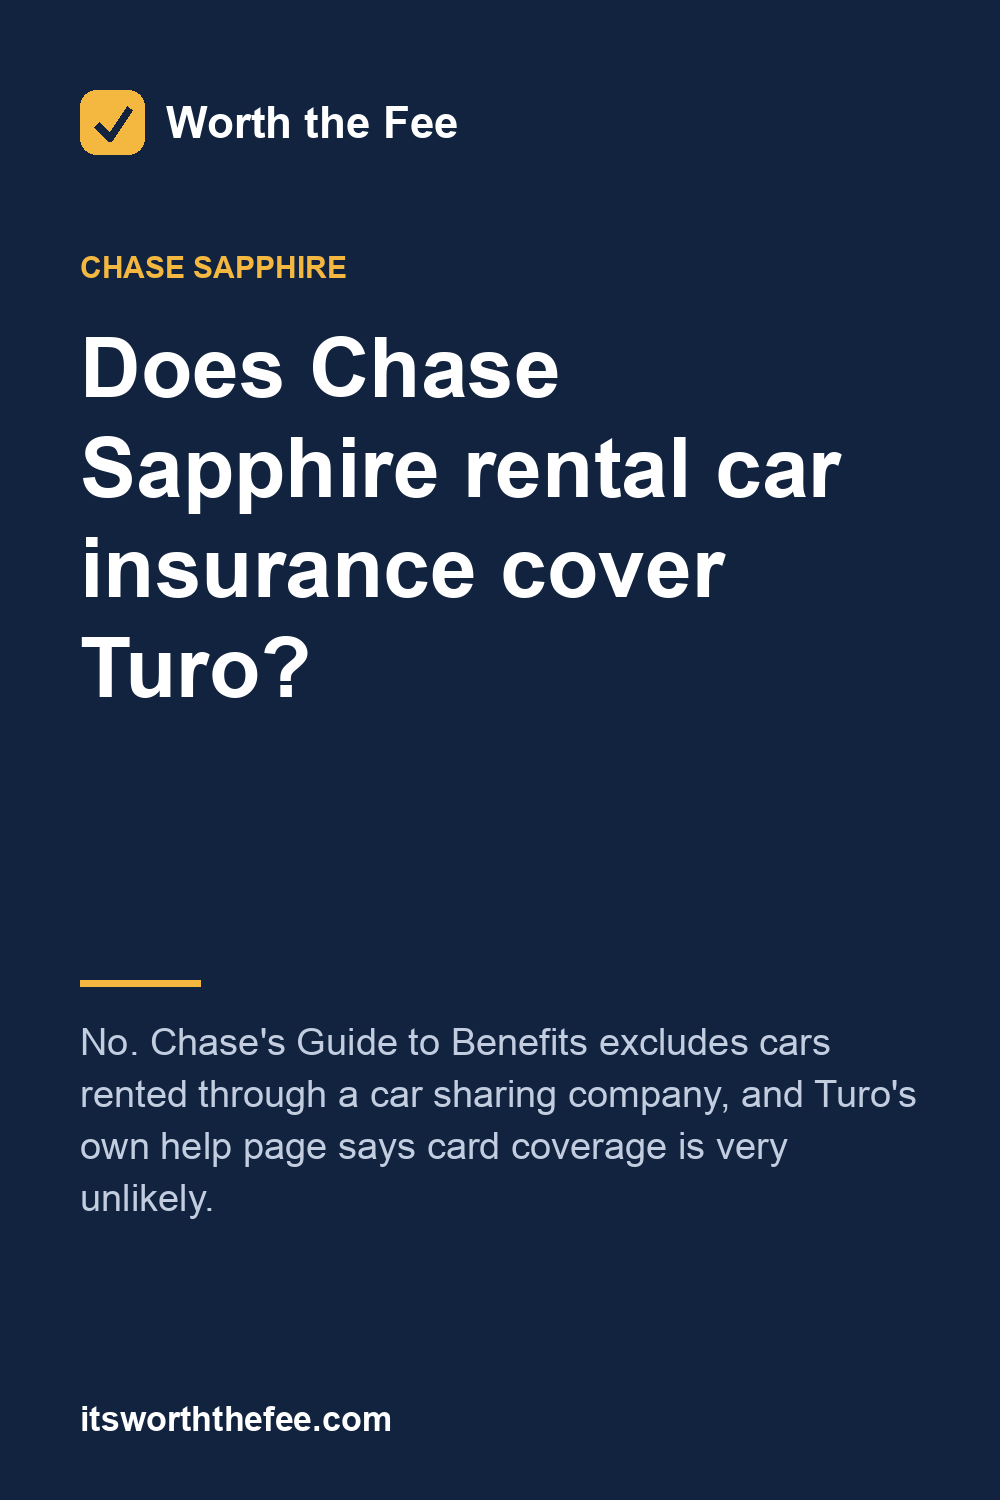 Worth the Fee
CHASE SAPPHIRE
Does Chase
Sapphire rental car
insurance cover
Turo?
No. Chase's Guide to Benefits excludes cars
rented through a car sharing company, and Turo's
own help page says card coverage is very
unlikely.
itsworththefee.com